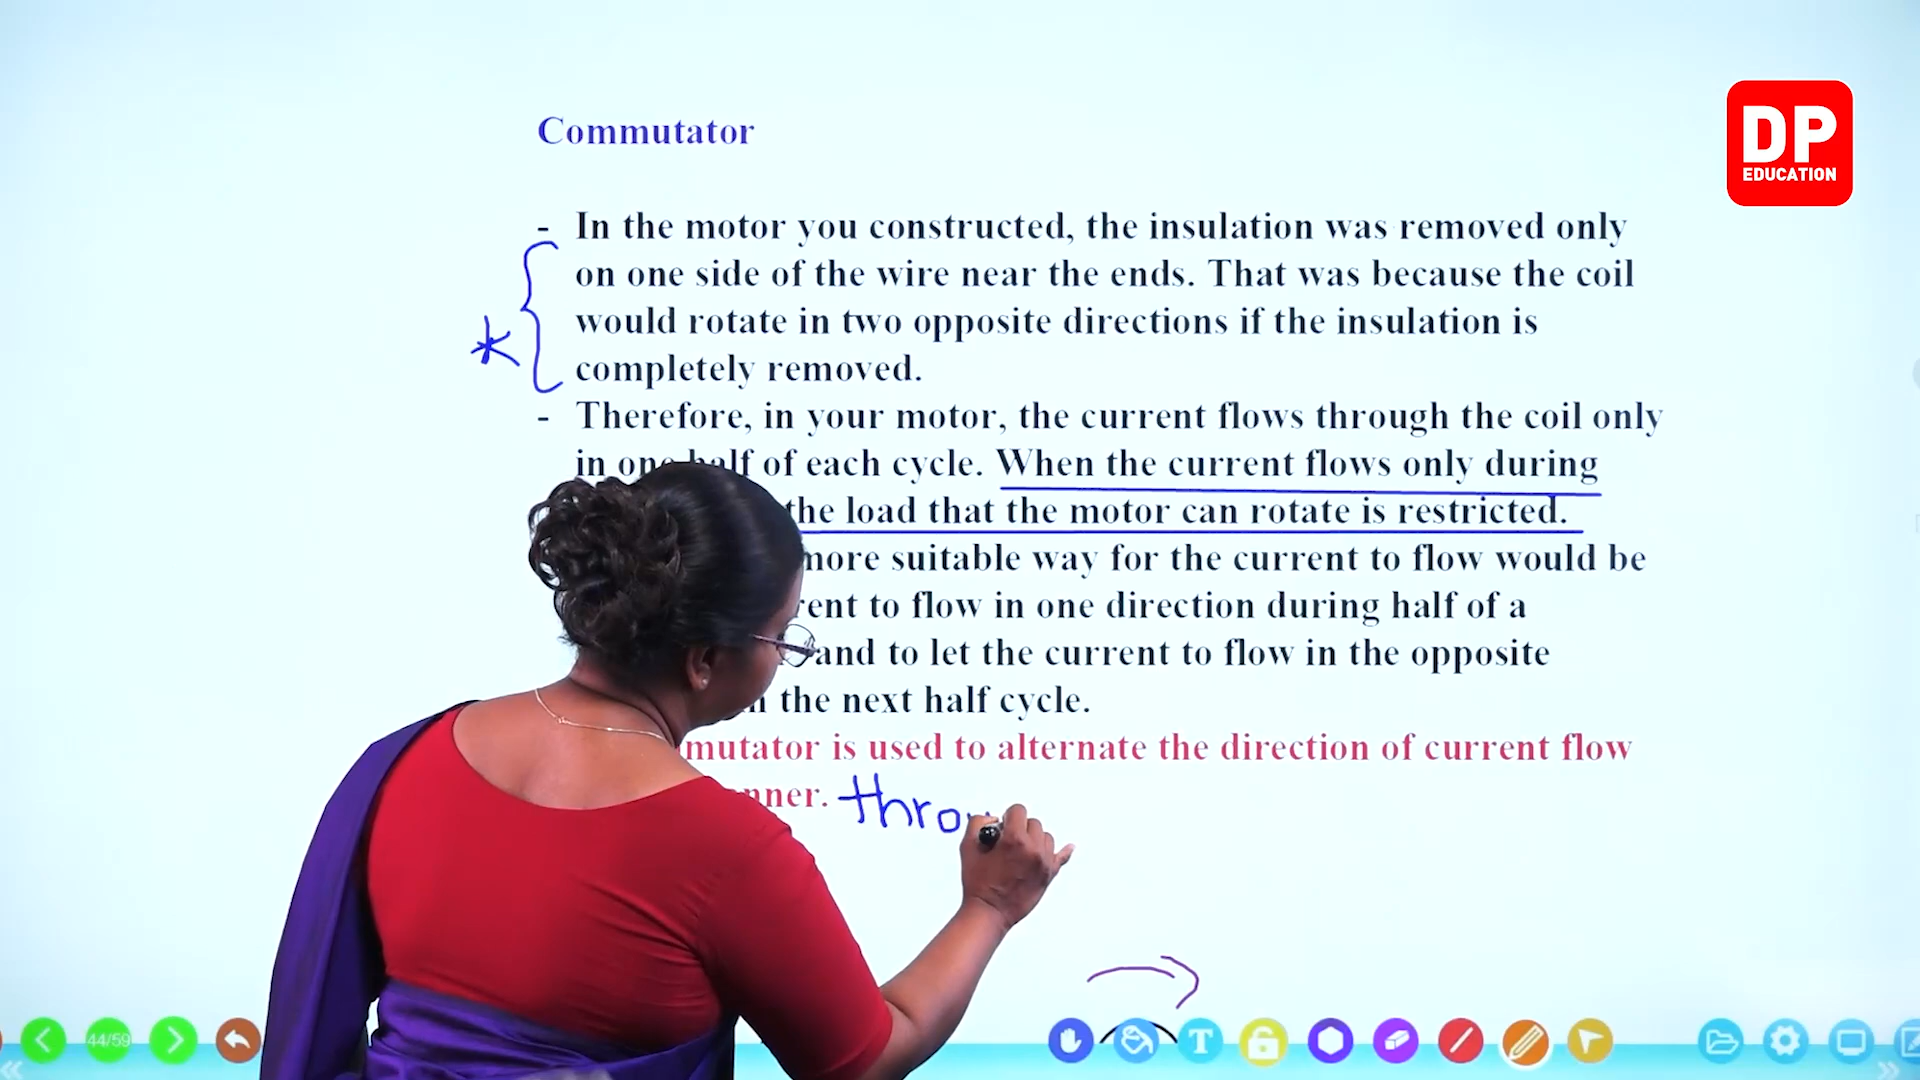 Commutator
DP
EDUCATION
- In the motor you constructed, the insulation was removed only
on one side of the wire near the ends. That was because the coil
would rotate in two opposite directions if the insulation is
completely removed.
- Therefore, in your motor, the current flows through the coil only
in one half of each cycle. When the current flows only during
the load that the motor can rotate is restricted.
more suitable way for the current to flow would be
to flow in one direction during half of a
and to let the current to flow in the opposite
the next half cycle.
is used to alternate the direction of current flow
44/59
T